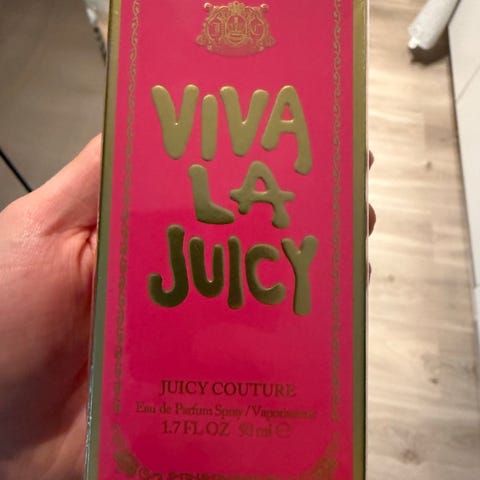 VIVA
LA
JUICY
JUICY COUTURE
Eau de Parfum Spray / Vaporisateur
1.7 FL OZ 50 ml ℮